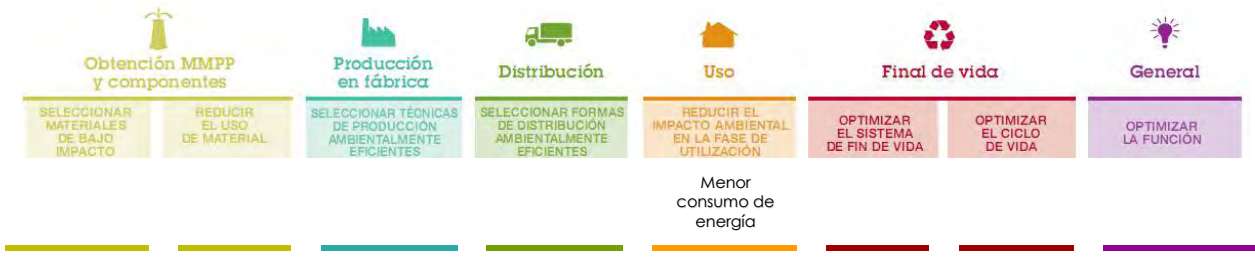 Obtención MMPP
y componentes
Producción
en fábrica
Distribución
Uso
Final de vida
General
SELECCIONAR
MATERIALES
DE BAJO
IMPACTO
REDUCIR
EL USO
DE MATERIAL
SELECCIONAR TÉCNICAS
DE PRODUCCIÓN
AMBIENTALMENTE
EFICIENTES
SELECCIONAR FORMAS
DE DISTRIBUCIÓN
AMBIENTALMENTE
EFICIENTES
REDUCIR EL
IMPACTO AMBIENTAL
EN LA FASE DE
UTILIZACIÓN
OPTIMIZAR
EL SISTEMA
DE FIN DE VIDA
OPTIMIZAR
EL CICLO
DE VIDA
OPTIMIZAR
LA FUNCIÓN
Menor
consumo de
energía